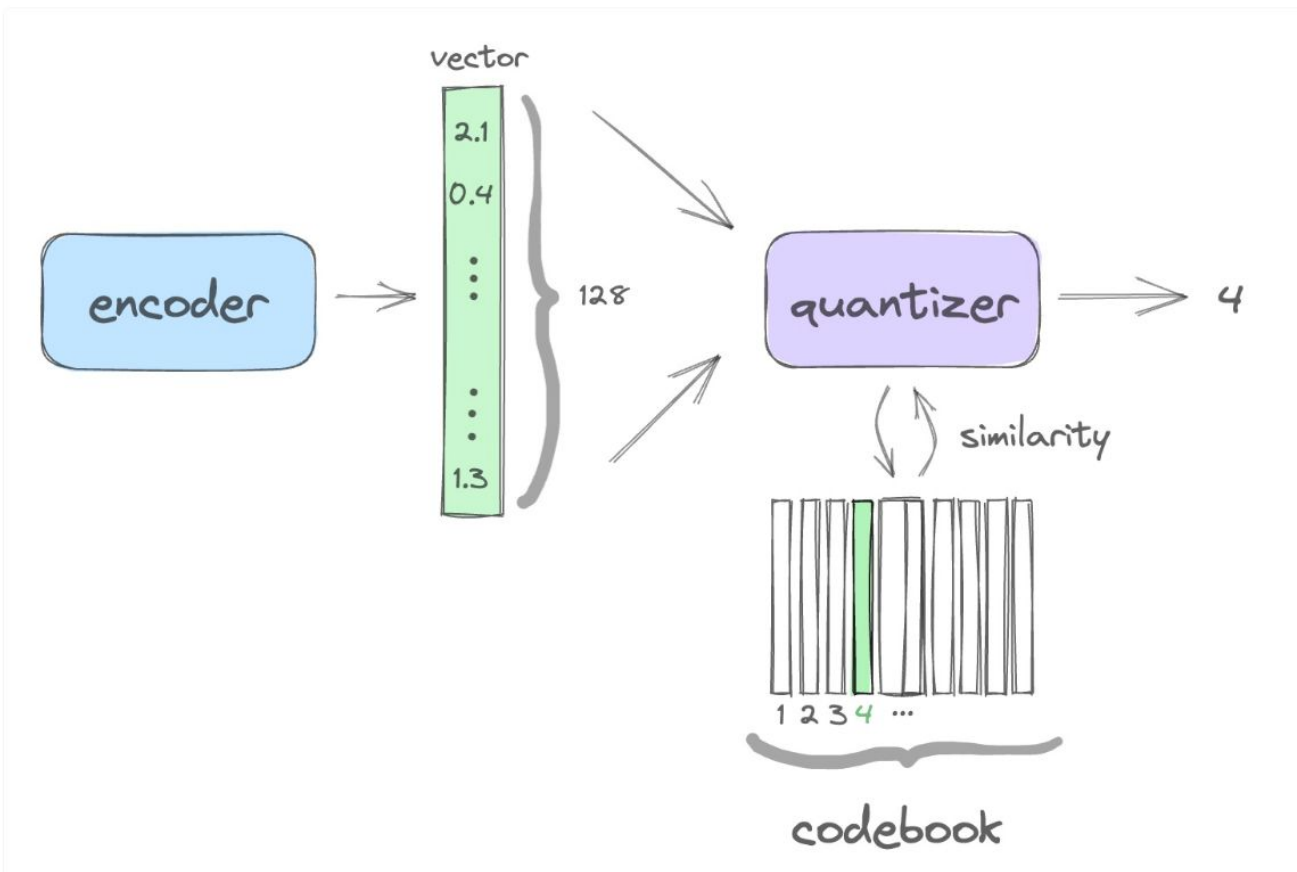 vector
2.1
0.4
1.3
encoder
128
quantizer
4
similarity
1 2 3 4 ...
codebook